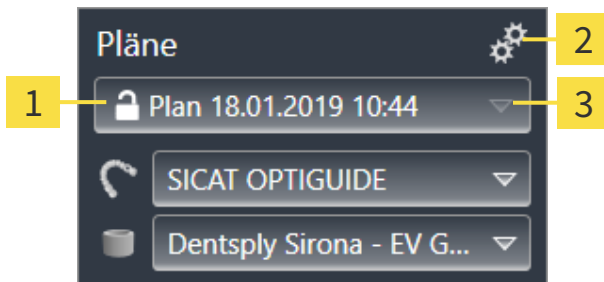 Pläne
2
1
Plan 18.01.2019 10:44
3
SICAT OPTIGUIDE
Dentsply Sirona - EV G...